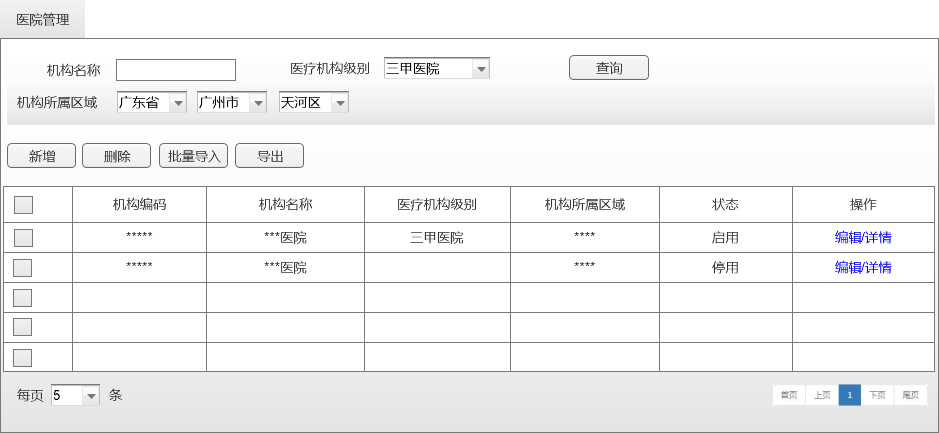 医院管理
机构名称 医疗机构级别 三甲医院 查询
机构所属区域 广东省 广州市 天河区
新增 删除 批量导入 导出
机构编码 机构名称 医疗机构级别 机构所属区域 状态 操作
***** ***医院 三甲医院 **** 启用 编辑/详情
***** ***医院 **** 停用 编辑/详情
每页 5 条 首页 上页 1 下页 尾页